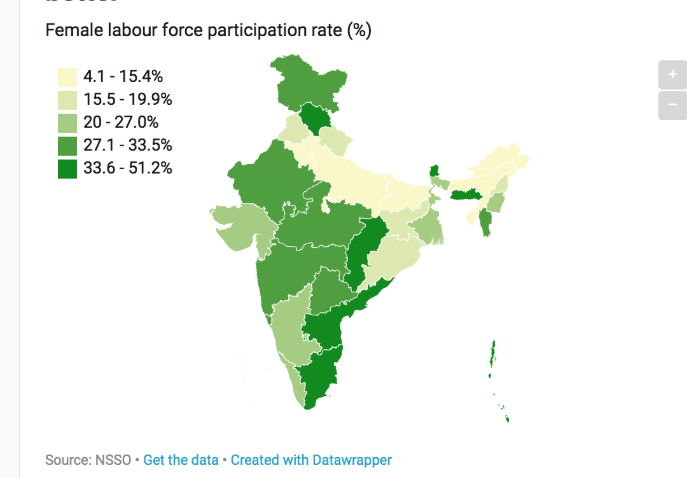 Female labour force participation rate (%)
4.1 - 15.4%
15.5 - 19.9%
20 - 27.0%
27.1 - 33.5%
33.6 - 51.2%
+
−
Source: NSSO • Get the data • Created with Datawrapper